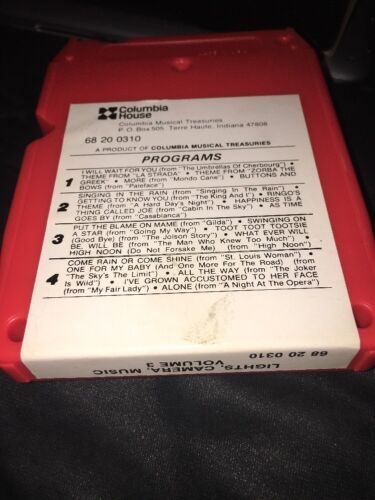 Columbia
House
Columbia Musical Treasuries
P.O. Box 505, Terre Haute, Indiana 47808
68 20 0310
A PRODUCT OF COLUMBIA MUSICAL TREASURIES
PROGRAMS
1
I WILL WAIT FOR YOU (from "The Umbrellas Of Cherbourg") •
THEME FROM "LA STRADA" • THEME FROM "ZORBA THE
GREEK" • MORE (from "Mondo Cane") • BUTTONS AND
BOWS (from "Paleface")
2
SINGING IN THE RAIN (from "Singing In The Rain") •
GETTING TO KNOW YOU (from "The King And I") • RINGO'S
THEME (from "A Hard Day's Night") • HAPPINESS IS A
THING CALLED JOE (from "Cabin In The Sky") • AS TIME
GOES BY (from "Casablanca")
3
PUT THE BLAME ON MAME (from "Gilda") • SWINGING ON
A STAR (from "Going My Way") • TOOT TOOT TOOTSIE
(Good Bye) (from "The Jolson Story") • WHAT EVER WILL
BE, WILL BE (from "The Man Who Knew Too Much") •
HIGH NOON (Do Not Forsake Me) (from "High Noon")
4
COME RAIN OR COME SHINE (from "St. Louis Woman") •
ONE FOR MY BABY (And One More For The Road) (from
"The Sky's The Limit") • ALL THE WAY (from "The Joker
Is Wild") • I'VE GROWN ACCUSTOMED TO HER FACE
(from "My Fair Lady") • ALONE (from "A Night At The Opera")
68 20 0310
LIGHTS, CAMERA, MUSIC
VOLUME 3